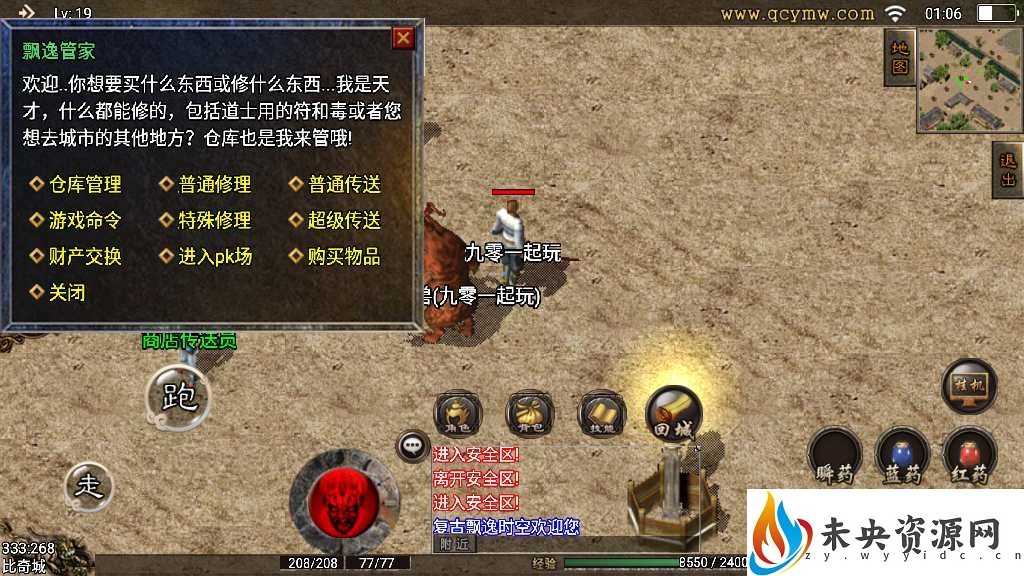 Lv: 19
www.qcymw.com
01:06
飘逸管家
欢迎..你想要买什么东西或修什么东西...我是天
才，什么都能修的，包括道士用的符和毒或者您
想去城市的其他地方？仓库也是我来管哦!
仓库管理 普通修理 普通传送
游戏命令 特殊修理 超级传送
财产交换 进入pk场 购买物品
关闭
地图
退出
九零一起玩
兽(九零一起玩)
商店传送员
跑
走
角色
背包
技能
回城
挂机
瞬药
蓝药
红药
进入安全区!
离开安全区!
进入安全区!
复古飘逸时空欢迎您
附近
333:268
比奇城
208/208
77/77
经验
8550 / 2400
未央资源网
zy.wyyidc.cn